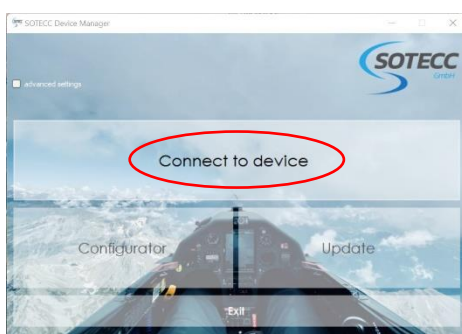 SOTECC Device Manager
SOTECC
GmbH
advanced settings
Connect to device
Configurator
Update
Exit